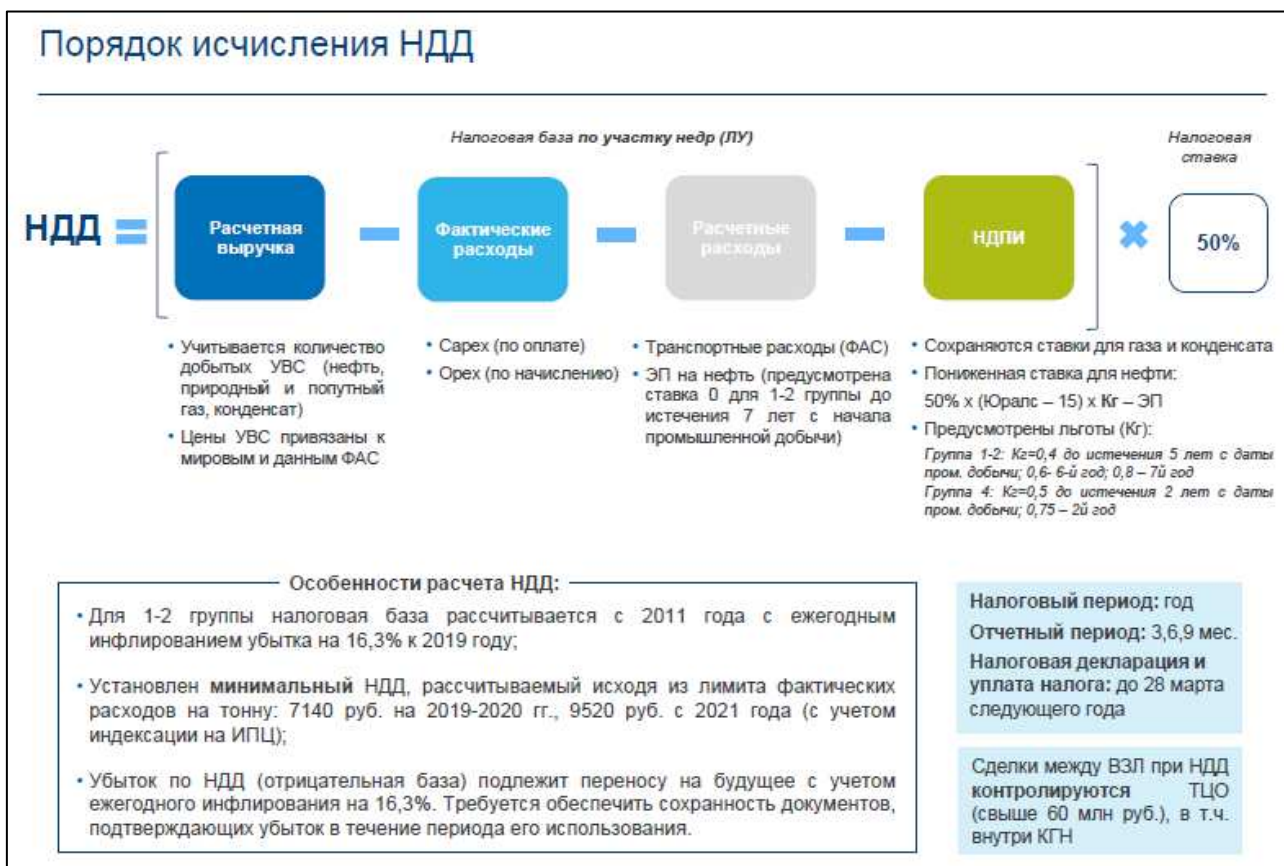 Порядок исчисления НДД
Налоговая база по участку недр (ЛУ)
Налоговая
ставка
НДД
=
Расчетная
выручка
–
Фактические
расходы
–
Расчетные
расходы
–
НДПИ
×
50%
• Учитывается количество
добытых УВС (нефть,
природный и попутный
газ, конденсат)
• Цены УВС привязаны к
мировым и данным ФАС
• Capex (по оплате)
• Opex (по начислению)
• Транспортные расходы (ФАС)
• ЭП на нефть (предусмотрена
ставка 0 для 1-2 группы до
истечения 7 лет с начала
промышленной добычи)
• Сохраняются ставки для газа и конденсата
• Пониженная ставка для нефти:
50% x (Юралс – 15) x Кг – ЭП
• Предусмотрены льготы (Кг):
Группа 1-2: Кг=0,4 до истечения 5 лет с даты
пром. добычи; 0,6- 6-й год; 0,8 – 7й год
Группа 4: Кг=0,5 до истечения 2 лет с даты
пром. добычи; 0,75 – 2й год
Особенности расчета НДД:
• Для 1-2 группы налоговая база рассчитывается с 2011 года с ежегодным
инфлированием убытка на 16,3% к 2019 году;
• Установлен минимальный НДД, рассчитываемый исходя из лимита фактических
расходов на тонну: 7140 руб. на 2019-2020 гг., 9520 руб. с 2021 года (с учетом
индексации на ИПЦ);
• Убыток по НДД (отрицательная база) подлежит переносу на будущее с учетом
ежегодного инфлирования на 16,3%. Требуется обеспечить сохранность документов,
подтверждающих убыток в течение периода его использования.
Налоговый период: год
Отчетный период: 3,6,9 мес.
Налоговая декларация и
уплата налога: до 28 марта
следующего года
Сделки между ВЗЛ при НДД
контролируются ТЦО
(свыше 60 млн руб.), в т.ч.
внутри КГН